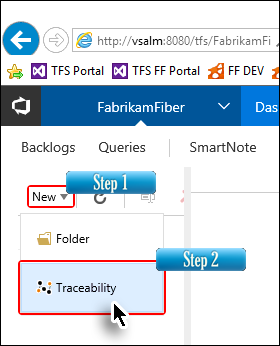 http://vsalm:8080/tfs/FabrikamFi
TFS Portal TFS FF Portal FF DEV
FabrikamFiber Das
Backlogs Queries SmartNote
Step 1
New
Folder
Step 2
Traceability